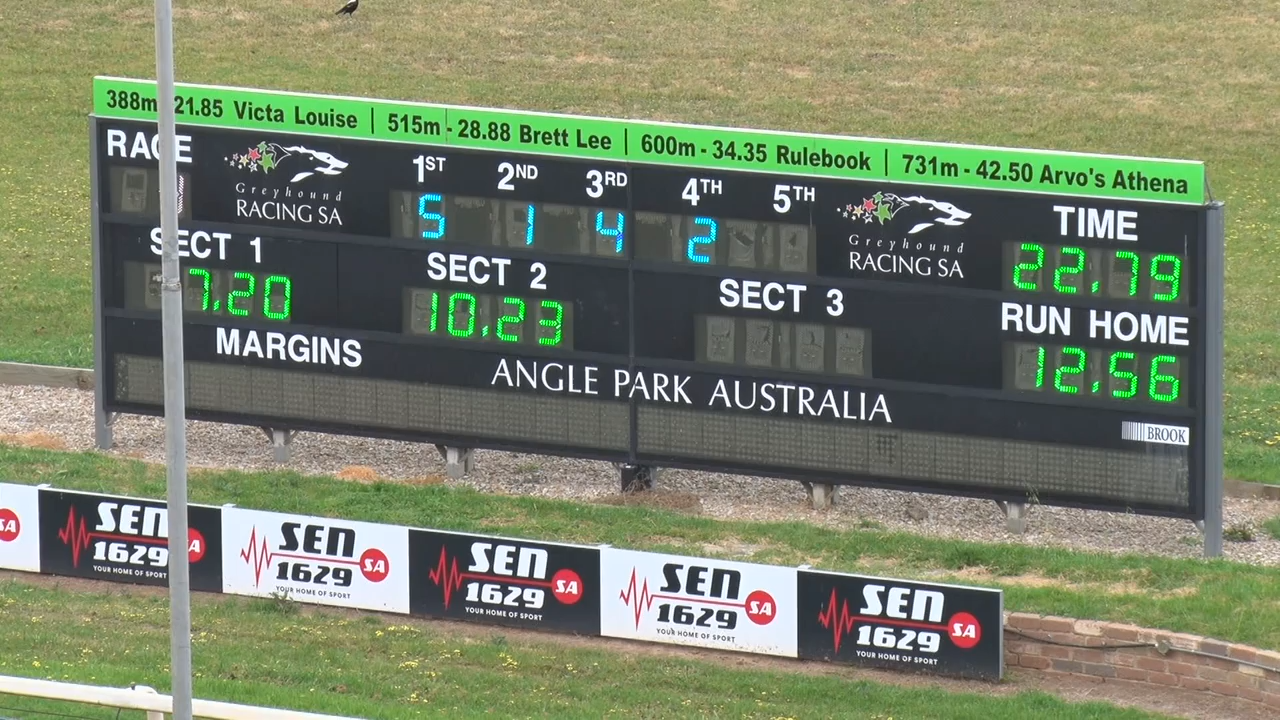 388m - 21.85 Victa Louise | 515m - 28.88 Brett Lee | 600m - 34.35 Rulebook | 731m - 42.50 Arvo's Athena
RACE
Greyhound
RACING SA
1ST 2ND 3RD 4TH 5TH
5 1 4 2
Greyhound
RACING SA
TIME
22.79
SECT 1
7.20
SECT 2
10.23
SECT 3
RUN HOME
12.56
MARGINS
ANGLE PARK AUSTRALIA
BROOK
SA
SEN
1629
SA
YOUR HOME OF SPORT
SEN
1629
SA
YOUR HOME OF SPORT
SEN
1629
SA
YOUR HOME OF SPORT
SEN
1629
SA
YOUR HOME OF SPORT
SEN
1629
SA
YOUR HOME OF SPORT